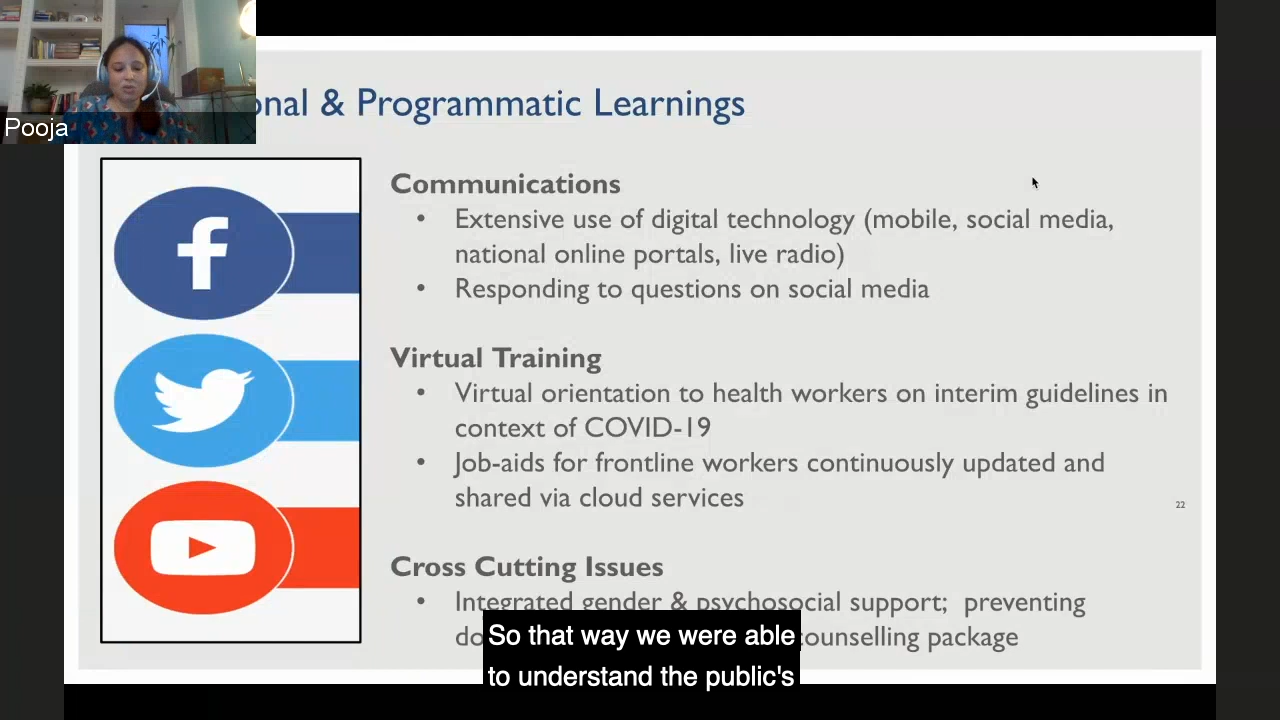 Pooja
& Programmatic Learnings
Communications
• Extensive use of digital technology (mobile, social media,
national online portals, live radio)
• Responding to questions on social media
Virtual Training
• Virtual orientation to health workers on interim guidelines in
context of COVID-19
• Job-aids for frontline workers continuously updated and
shared via cloud services
22
Cross Cutting Issues
• Integrated gender & psychosocial support; preventing
counselling package
So that way we were able
to understand the public's